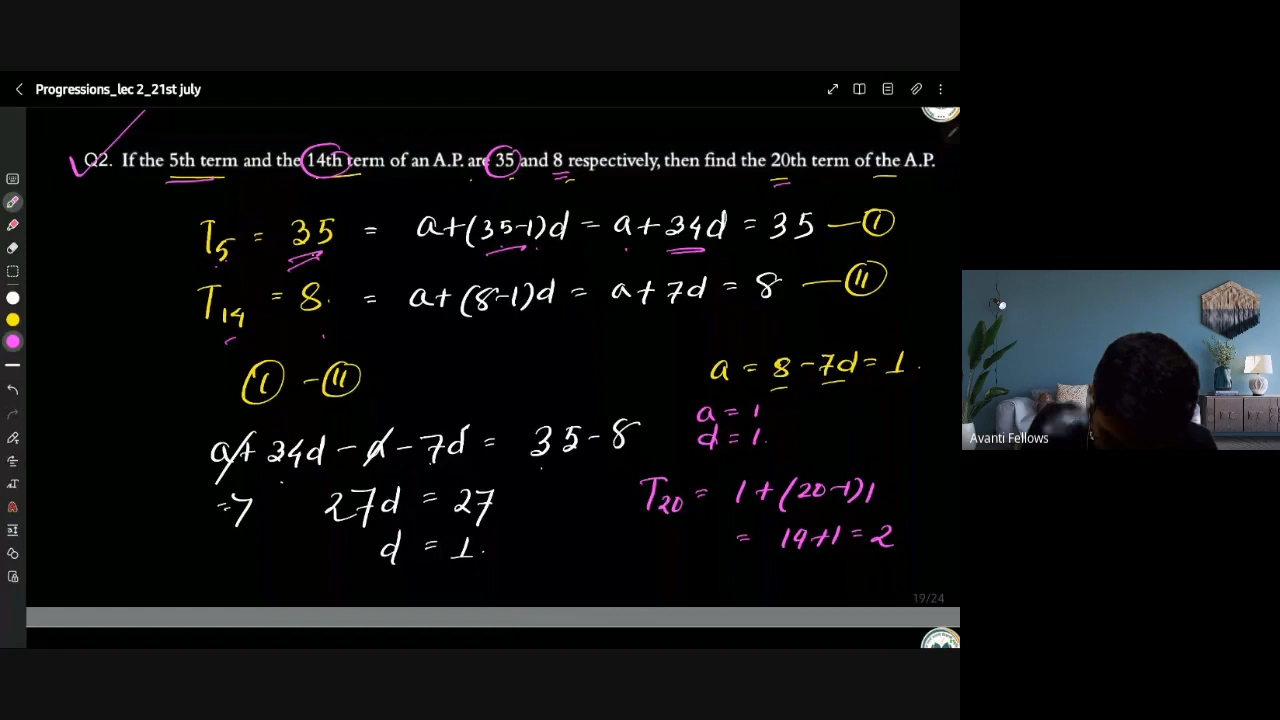 Progressions_lec 2_21st july
Q2. If the 5th term and the 14th term of an A.P. are 35 and 8 respectively, then find the 20th term of the A.P.
T5 = 35 = a+(35-1)d = a+34d = 35 — I
T14 = 8. = a+(8-1)d = a+7d = 8 — II
I - II
a + 34d - a - 7d = 35-8
=> 27d = 27
d = 1.
a = 8-7d = 1.
a = 1
d = 1.
T20 = 1+(20-1)1
= 19+1 = 2
19/24
Avanti Fellows